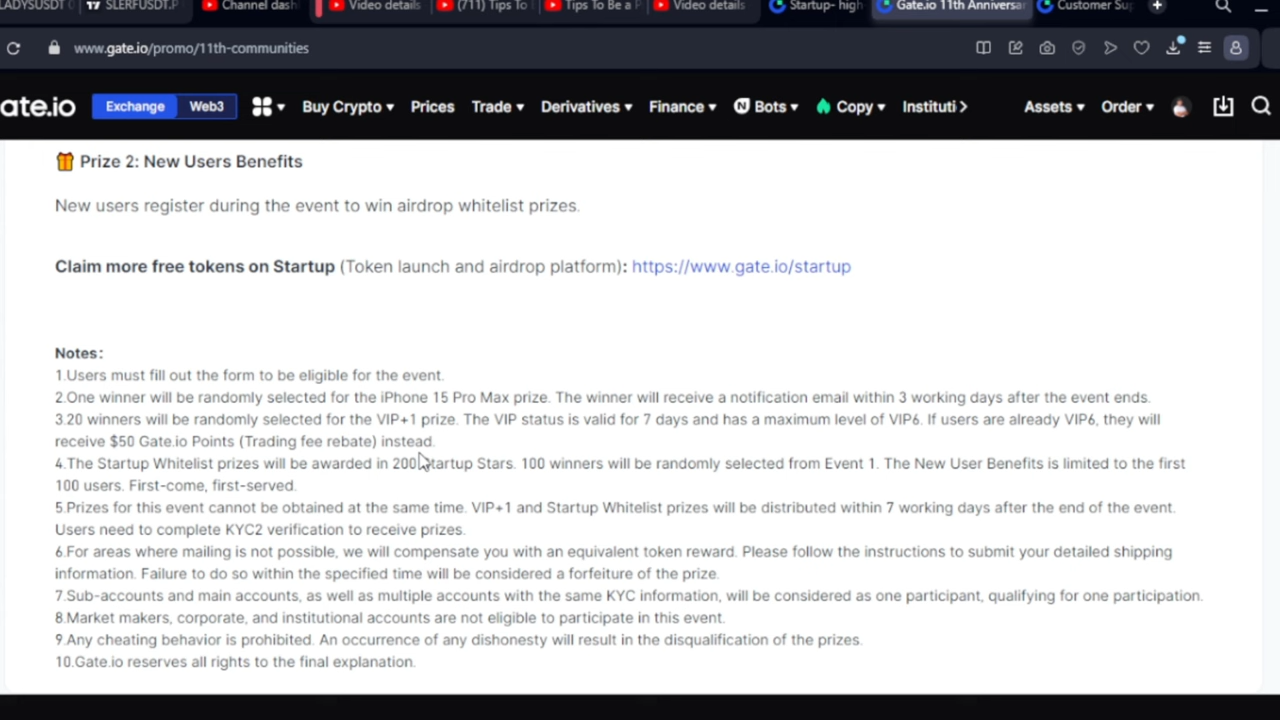 LADYSUSDT
SLERFUSDT.P
Channel dash
Video details
(711) Tips To
Tips To Be a P
Video details
Startup- high
Gate.io 11th Anniversar
Customer Sup
www.gate.io/promo/11th-communities
ate.io
Exchange
Web3
Buy Crypto
Prices
Trade
Derivatives
Finance
Bots
Copy
Instituti
Assets
Order
Prize 2: New Users Benefits
New users register during the event to win airdrop whitelist prizes.
Claim more free tokens on Startup (Token launch and airdrop platform): https://www.gate.io/startup
Notes:
1.Users must fill out the form to be eligible for the event.
2.One winner will be randomly selected for the iPhone 15 Pro Max prize. The winner will receive a notification email within 3 working days after the event ends.
3.20 winners will be randomly selected for the VIP+1 prize. The VIP status is valid for 7 days and has a maximum level of VIP6. If users are already VIP6, they will
receive $50 Gate.io Points (Trading fee rebate) instead.
4.The Startup Whitelist prizes will be awarded in 200 Startup Stars. 100 winners will be randomly selected from Event 1. The New User Benefits is limited to the first
100 users. First-come, first-served.
5.Prizes for this event cannot be obtained at the same time. VIP+1 and Startup Whitelist prizes will be distributed within 7 working days after the end of the event.
Users need to complete KYC2 verification to receive prizes.
6.For areas where mailing is not possible, we will compensate you with an equivalent token reward. Please follow the instructions to submit your detailed shipping
information. Failure to do so within the specified time will be considered a forfeiture of the prize.
7.Sub-accounts and main accounts, as well as multiple accounts with the same KYC information, will be considered as one participant, qualifying for one participation.
8.Market makers, corporate, and institutional accounts are not eligible to participate in this event.
9.Any cheating behavior is prohibited. An occurrence of any dishonesty will result in the disqualification of the prizes.
10.Gate.io reserves all rights to the final explanation.